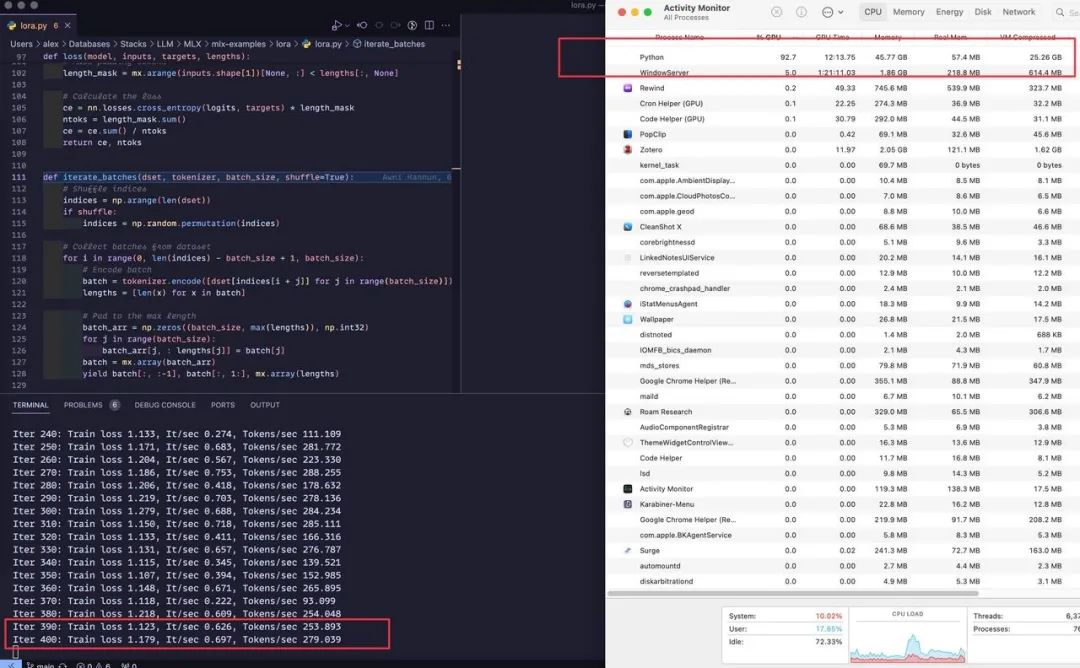 lora.py —
lora.py 6 ×
Users > alex > Databases > Stacks > LLM > MLX > mlx-examples > lora > lora.py > iterate_batches
97 def loss(model, inputs, targets, lengths):
102 length_mask = mx.arange(inputs.shape[1])[None, :] < lengths[:, None]
103
104 # Calculate the loss
105 ce = nn.losses.cross_entropy(logits, targets) * length_mask
106 ntoks = length_mask.sum()
107 ce = ce.sum() / ntoks
108 return ce, ntoks
109
110
111 def iterate_batches(dset, tokenizer, batch_size, shuffle=True): Awni Hannun, 6
112 # Shuffle indices
113 indices = np.arange(len(dset))
114 if shuffle:
115 indices = np.random.permutation(indices)
116
117 # Collect batches from dataset
118 for i in range(0, len(indices) - batch_size + 1, batch_size):
119 # Encode batch
120 batch = tokenizer.encode([dset[indices[i + j]] for j in range(batch_size)])
121 lengths = [len(x) for x in batch]
122
123 # Pad to the max length
124 batch_arr = np.zeros((batch_size, max(lengths)), np.int32)
125 for j in range(batch_size):
126 batch_arr[j, : lengths[j]] = batch[j]
127 batch = mx.array(batch_arr)
128 yield batch[:, :-1], batch[:, 1:], mx.array(lengths)
129
TERMINAL PROBLEMS 6 DEBUG CONSOLE PORTS OUTPUT
Iter 240: Train loss 1.133, It/sec 0.274, Tokens/sec 111.109
Iter 250: Train loss 1.171, It/sec 0.683, Tokens/sec 281.772
Iter 260: Train loss 1.204, It/sec 0.567, Tokens/sec 223.330
Iter 270: Train loss 1.186, It/sec 0.753, Tokens/sec 288.255
Iter 280: Train loss 1.206, It/sec 0.418, Tokens/sec 178.632
Iter 290: Train loss 1.219, It/sec 0.703, Tokens/sec 278.136
Iter 300: Train loss 1.279, It/sec 0.688, Tokens/sec 284.234
Iter 310: Train loss 1.150, It/sec 0.718, Tokens/sec 285.111
Iter 320: Train loss 1.133, It/sec 0.411, Tokens/sec 166.316
Iter 330: Train loss 1.131, It/sec 0.657, Tokens/sec 276.787
Iter 340: Train loss 1.115, It/sec 0.345, Tokens/sec 139.521
Iter 350: Train loss 1.107, It/sec 0.394, Tokens/sec 152.985
Iter 360: Train loss 1.148, It/sec 0.671, Tokens/sec 265.895
Iter 370: Train loss 1.118, It/sec 0.222, Tokens/sec 93.099
Iter 380: Train loss 1.218, It/sec 0.609, Tokens/sec 254.048
Iter 390: Train loss 1.123, It/sec 0.626, Tokens/sec 253.893
Iter 400: Train loss 1.179, It/sec 0.697, Tokens/sec 279.039
main 0 6 0
Activity Monitor
All Processes
CPU Memory Energy Disk Network
Process Name % GPU GPU Time Memory Real Mem VM Compressed
Python 92.7 12:13.75 45.77 GB 57.4 MB 25.26 GB
WindowServer 5.0 1:21:11.03 1.86 GB 218.8 MB 614.4 MB
Rewind 0.2 49.33 745.6 MB 539.9 MB 323.7 MB
Cron Helper (GPU) 0.1 22.25 274.3 MB 36.9 MB 32.2 MB
Code Helper (GPU) 0.1 30.79 292.0 MB 44.5 MB 31.1 MB
PopClip 0.0 0.42 69.1 MB 32.6 MB 45.6 MB
Zotero 0.0 11.97 2.05 GB 121.1 MB 1.62 GB
kernel_task 0.0 0.00 69.7 MB 0 bytes 0 bytes
com.apple.AmbientDisplay... 0.0 0.00 10.4 MB 8.5 MB 8.1 MB
com.apple.CloudPhotosCo... 0.0 0.00 7.0 MB 8.6 MB 6.5 MB
com.apple.geod 0.0 0.00 8.8 MB 10.0 MB 6.6 MB
CleanShot X 0.0 0.00 68.6 MB 38.5 MB 46.6 MB
corebrightnessd 0.0 0.00 5.1 MB 9.6 MB 3.3 MB
LinkedNotesUiService 0.0 0.00 20.2 MB 14.1 MB 16.1 MB
reversetemplated 0.0 0.00 12.9 MB 10.0 MB 12.2 MB
chrome_crashpad_handler 0.0 0.00 2.4 MB 2.1 MB 2.0 MB
iStatMenusAgent 0.0 0.00 18.3 MB 9.9 MB 14.2 MB
Wallpaper 0.0 0.00 26.8 MB 21.5 MB 17.5 MB
distnoted 0.0 0.00 1.4 MB 2.0 MB 688 KB
IOMFB_bics_daemon 0.0 0.00 2.1 MB 4.3 MB 1.7 MB
mds_stores 0.0 0.00 79.8 MB 71.9 MB 60.8 MB
Google Chrome Helper (Re... 0.0 0.00 355.1 MB 88.8 MB 347.9 MB
maild 0.0 0.00 6.7 MB 10.1 MB 6.2 MB
Roam Research 0.0 0.00 329.0 MB 65.5 MB 306.6 MB
AudioComponentRegistrar 0.0 0.00 5.3 MB 6.9 MB 3.8 MB
ThemeWidgetControlView... 0.0 0.00 16.3 MB 13.6 MB 12.9 MB
Code Helper 0.0 0.00 11.7 MB 16.8 MB 8.1 MB
lsd 0.0 0.00 9.8 MB 14.3 MB 5.2 MB
Activity Monitor 0.0 0.00 119.3 MB 138.3 MB 17.5 MB
Karabiner-Menu 0.0 0.00 22.8 MB 16.2 MB 12.8 MB
Google Chrome Helper (Re... 0.0 0.00 219.9 MB 91.7 MB 208.2 MB
com.apple.BKAgentService 0.0 0.00 5.8 MB 8.3 MB 5.3 MB
Surge 0.0 0.02 241.3 MB 72.7 MB 163.0 MB
automountd 0.0 0.00 2.7 MB 4.4 MB 2.3 MB
diskarbitrationd 0.0 0.00 4.9 MB 5.3 MB 3.1 MB
System: 10.02% CPU LOAD Threads: 6,37
User: 17.65% Processes: 76
Idle: 72.33%